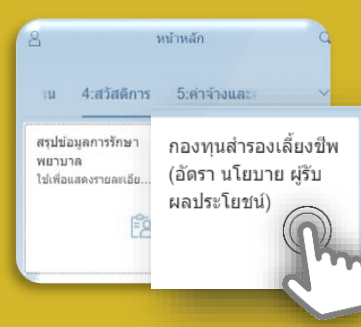 หน้าหลัก
4:สวัสดิการ 5:ค่าจ้างและ
สรุปข้อมูลการรักษา
พยาบาล
ใช้เพื่อแสดงรายละเอีย...
กองทุนสำรองเลี้ยงชีพ
(อัตรา นโยบาย ผู้รับ
ผลประโยชน์)